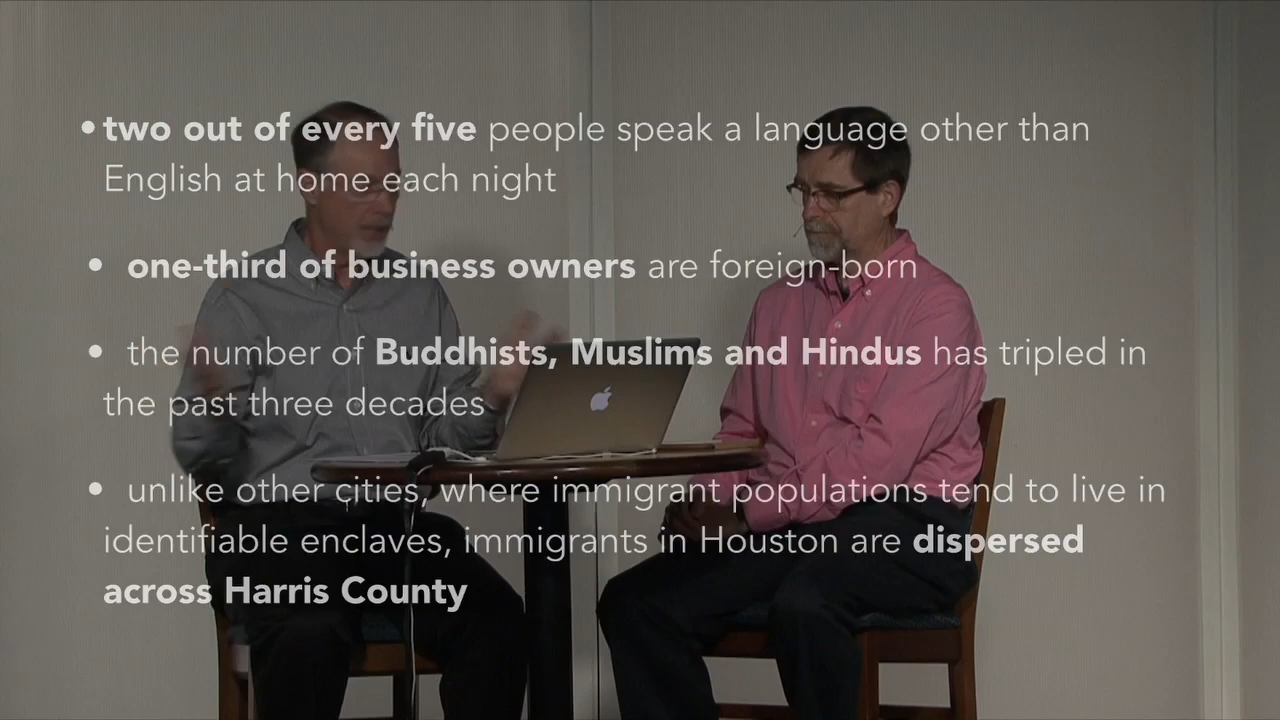 • two out of every five people speak a language other than
English at home each night
• one-third of business owners are foreign-born
• the number of Buddhists, Muslims and Hindus has tripled in
the past three decades
• unlike other cities, where immigrant populations tend to live in
identifiable enclaves, immigrants in Houston are dispersed
across Harris County